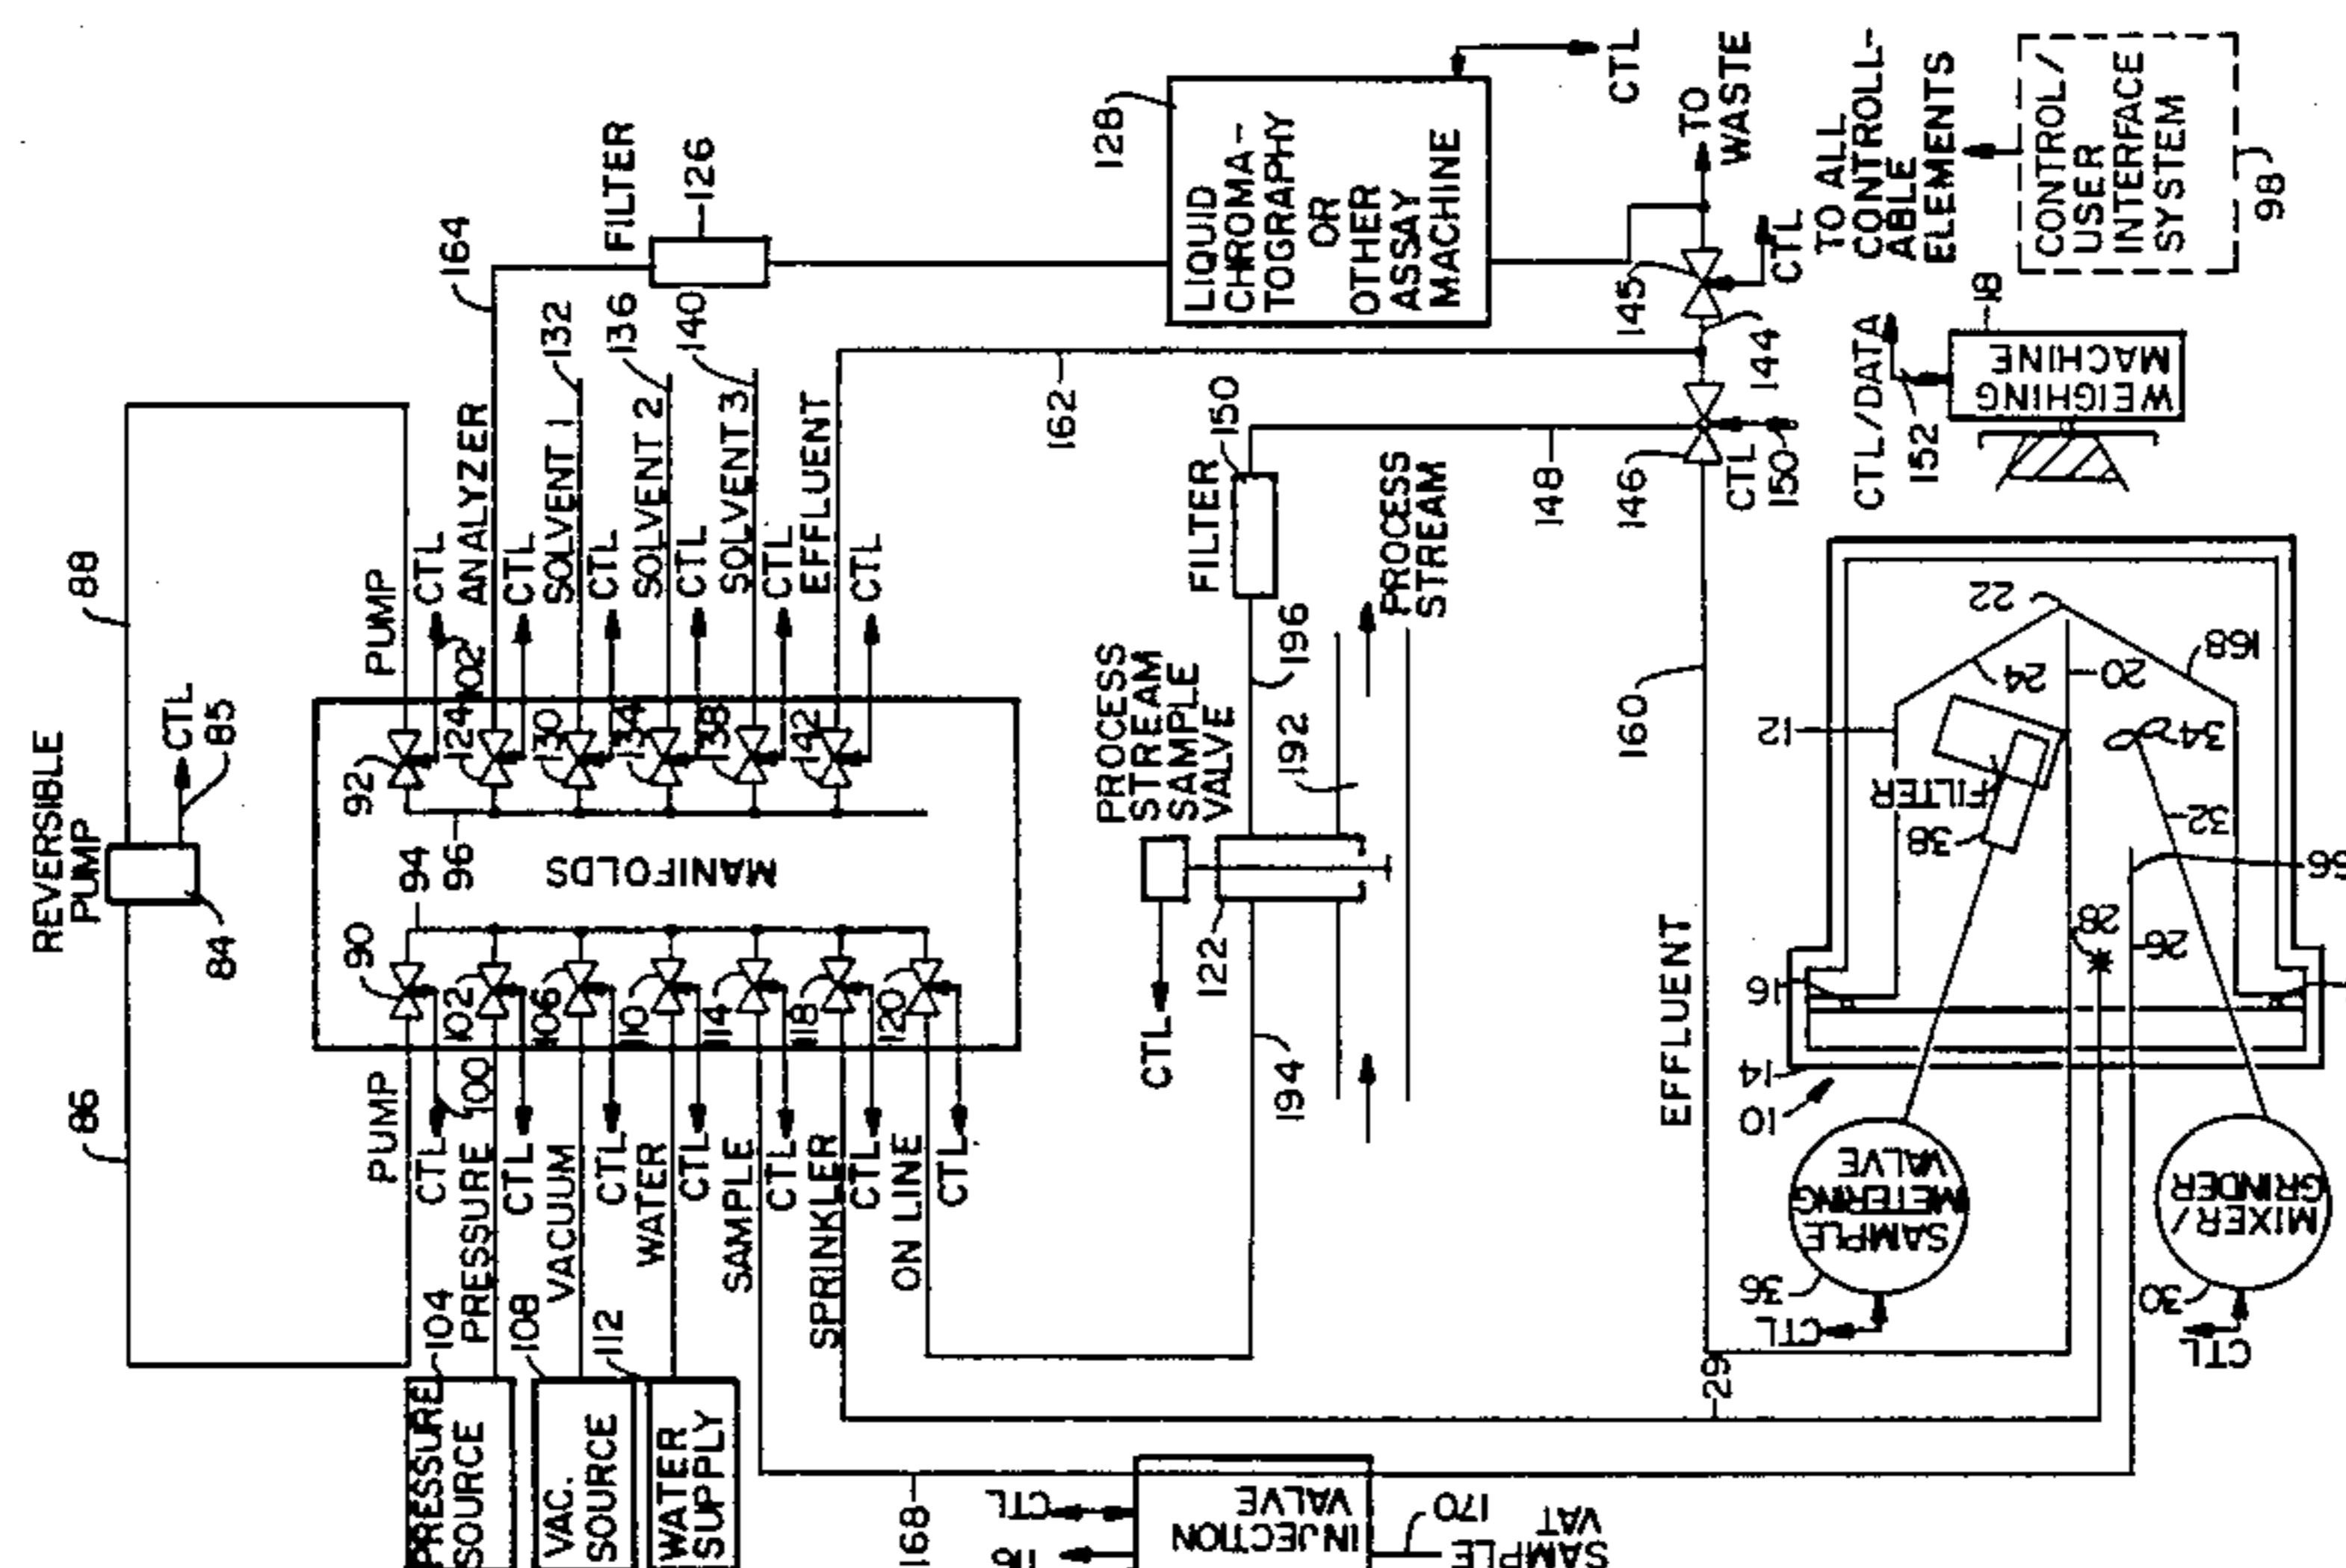 REVERSIBLE
PUMP
84
CTL
85
86
88
PUMP
CTL
102
ANALYZER
164
CTL
SOLVENT 1
132
CTL
SOLVENT 2
136
CTL
SOLVENT 3
140
CTL
EFFLUENT
CTL
FILTER
126
92
124
130
134
138
142
94
96
MANIFOLDS
90
102
106
110
114
118
120
PUMP
CTL
100
PRESSURE
CTL
VACUUM
CTL
WATER
CTL
SAMPLE
CTL
SPRINKLER
CTL
ON LINE
CTL
104
PRESSURE
SOURCE
108
VAC.
SOURCE
112
WATER
SUPPLY
128
LIQUID
CHROMA-
TOGRAPHY
OR
OTHER
ASSAY
MACHINE
CTL
TO
WASTE
145
CTL
144
162
146
CTL
150
148
FILTER
150
196
PROCESS
STREAM
PROCESS
STREAM
SAMPLE
VALVE
192
122
CTL
194
160
EFFLUENT
29
TO ALL
CONTROLL-
ABLE
ELEMENTS
CONTROL/
USER
INTERFACE
SYSTEM
98
CTL/DATA
152
18
WEIGHING
MACHINE
22
168
24
20
12
34
FILTER
38
32
28
26
16
14
10
SAMPLE
METERING
VALVE
36
CTL
MIXER/
GRINDER
30
CTL
168
CTL
INJECTION
VALVE
170
SAMPLE
VAT